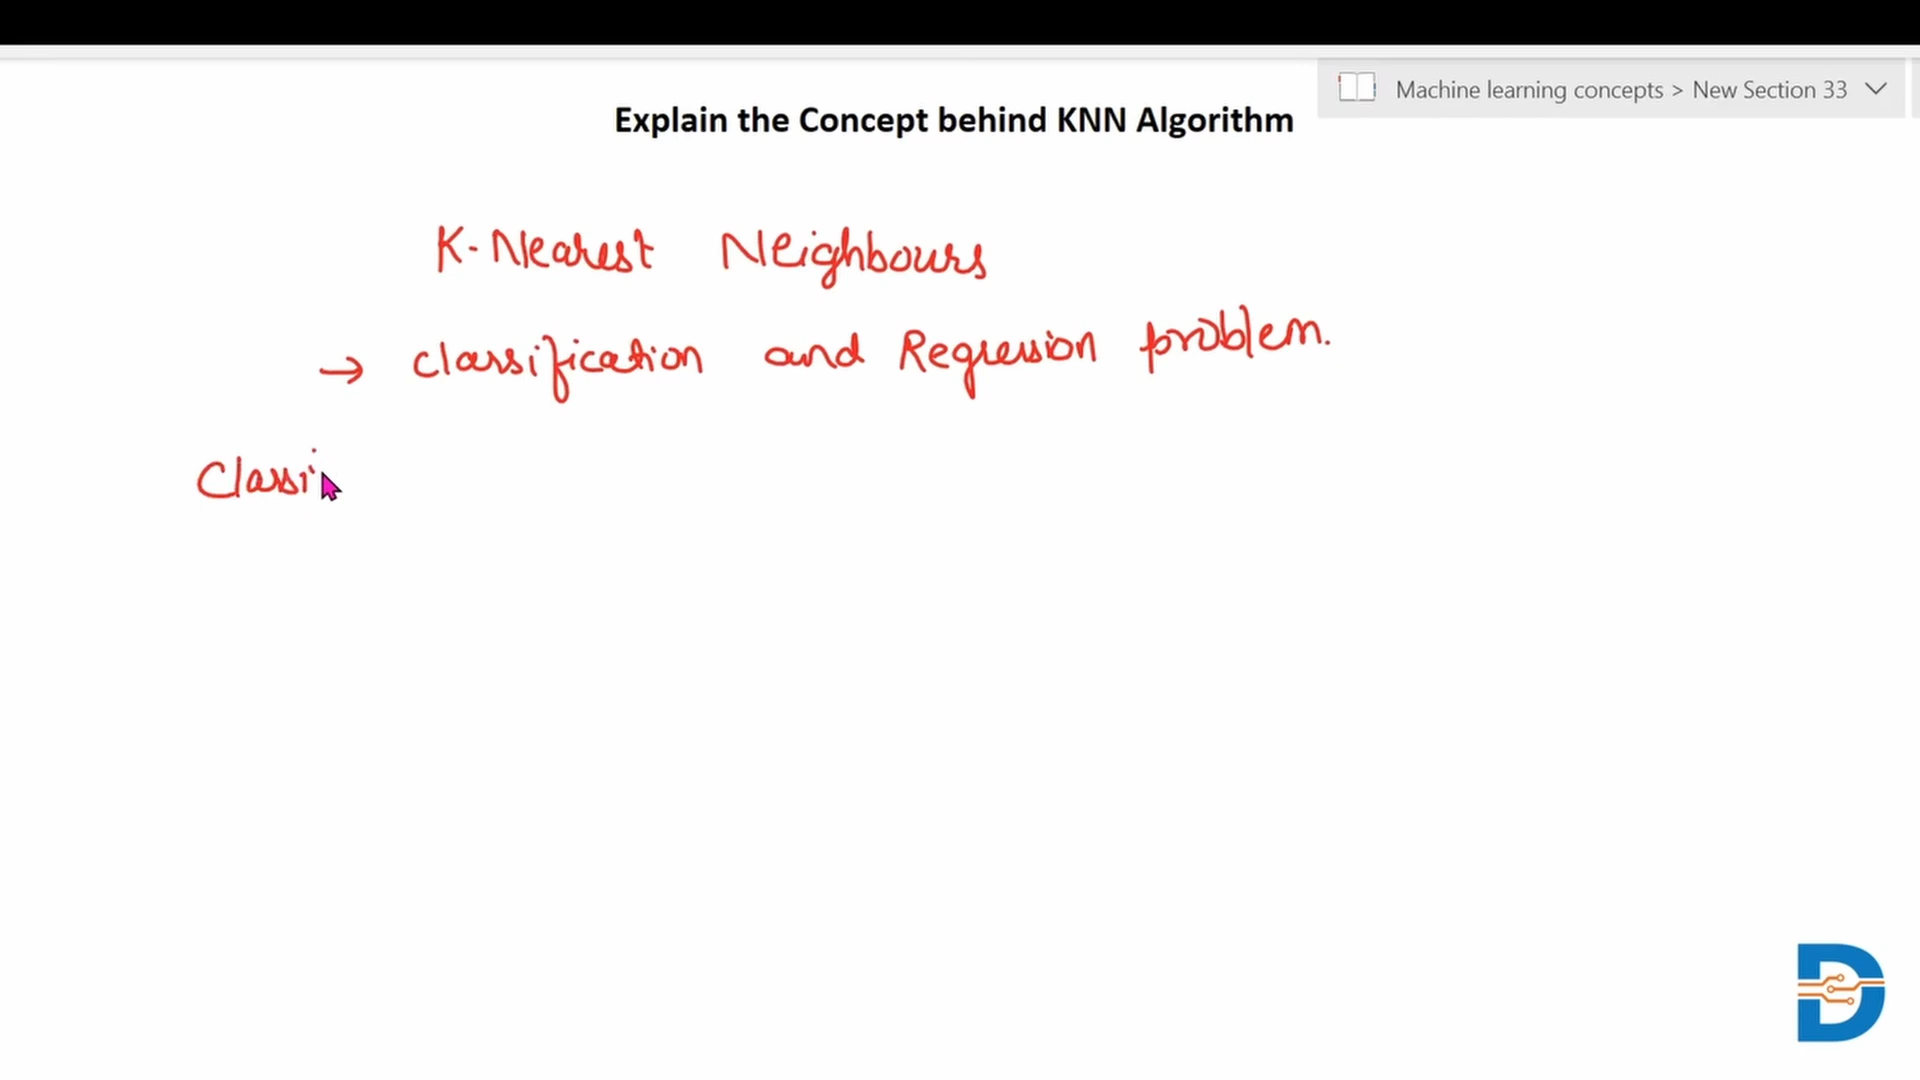 Machine learning concepts > New Section 33
Explain the Concept behind KNN Algorithm
K-Nearest Neighbours
→ classification and Regression problem.
Classi